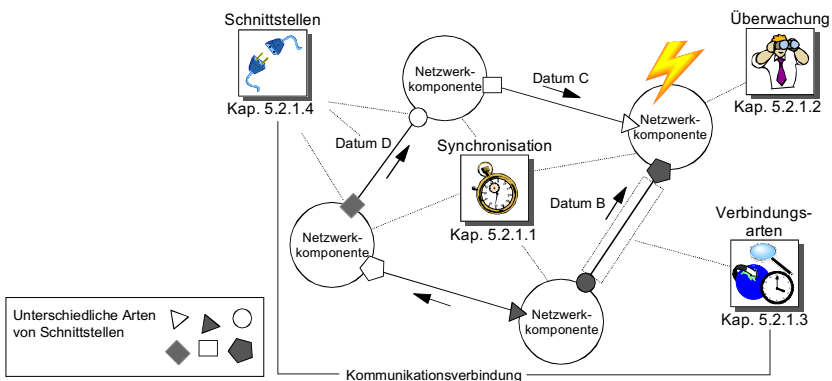 Schnittstellen
Kap. 5.2.1.4
Überwachung
Kap. 5.2.1.2
Netzwerk-
komponente
Datum C
Netzwerk-
komponente
Datum D
Synchronisation
Kap. 5.2.1.1
Datum B
Verbindungs-
arten
Kap. 5.2.1.3
Netzwerk-
komponente
Netzwerk-
komponente
Unterschiedliche Arten
von Schnittstellen
Kommunikationsverbindung